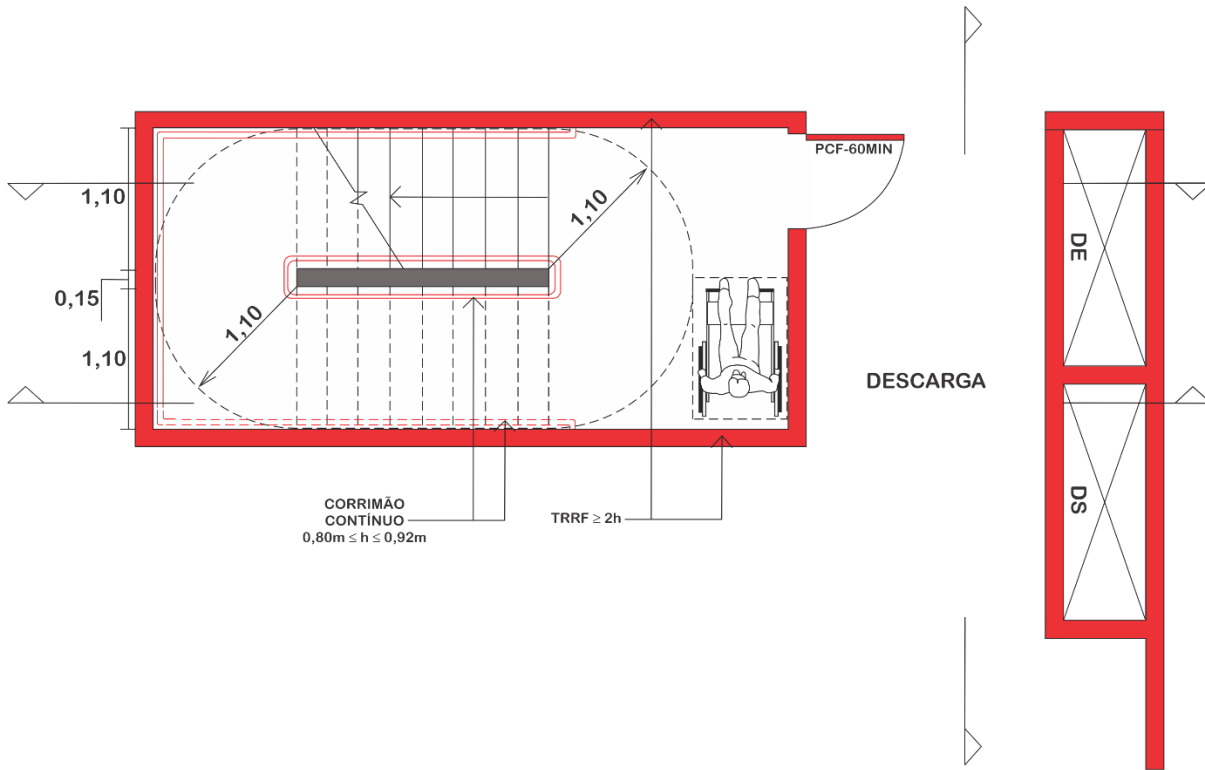 PCF-60MIN
1,10
1,10
DE
0,15
1,10
1,10
DESCARGA
DS
CORRIMÃO
CONTÍNUO
0,80m ≤ h ≤ 0,92m
TRRF ≥ 2h